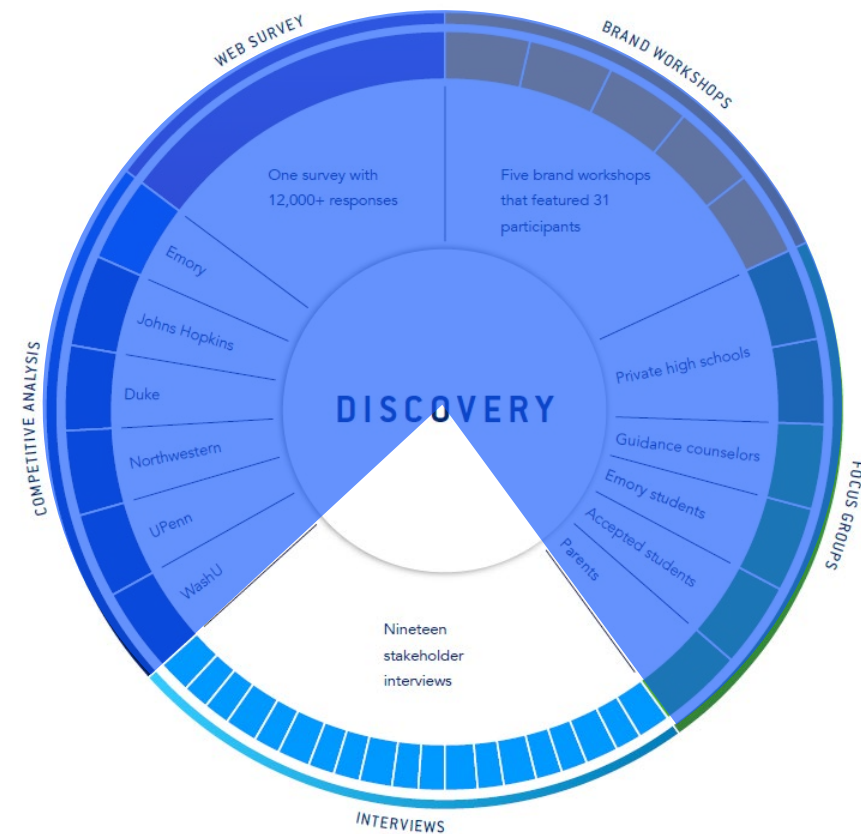 WEB SURVEY
BRAND WORKSHOPS
One survey with
12,000+ responses
Five brand workshops
that featured 31
participants
Emory
Johns Hopkins
Duke
Northwestern
UPenn
WashU
COMPETITIVE ANALYSIS
DISCOVERY
Private high schools
Guidance counselors
Emory students
Accepted students
Parents
FOCUS GROUPS
Nineteen
stakeholder
interviews
INTERVIEWS